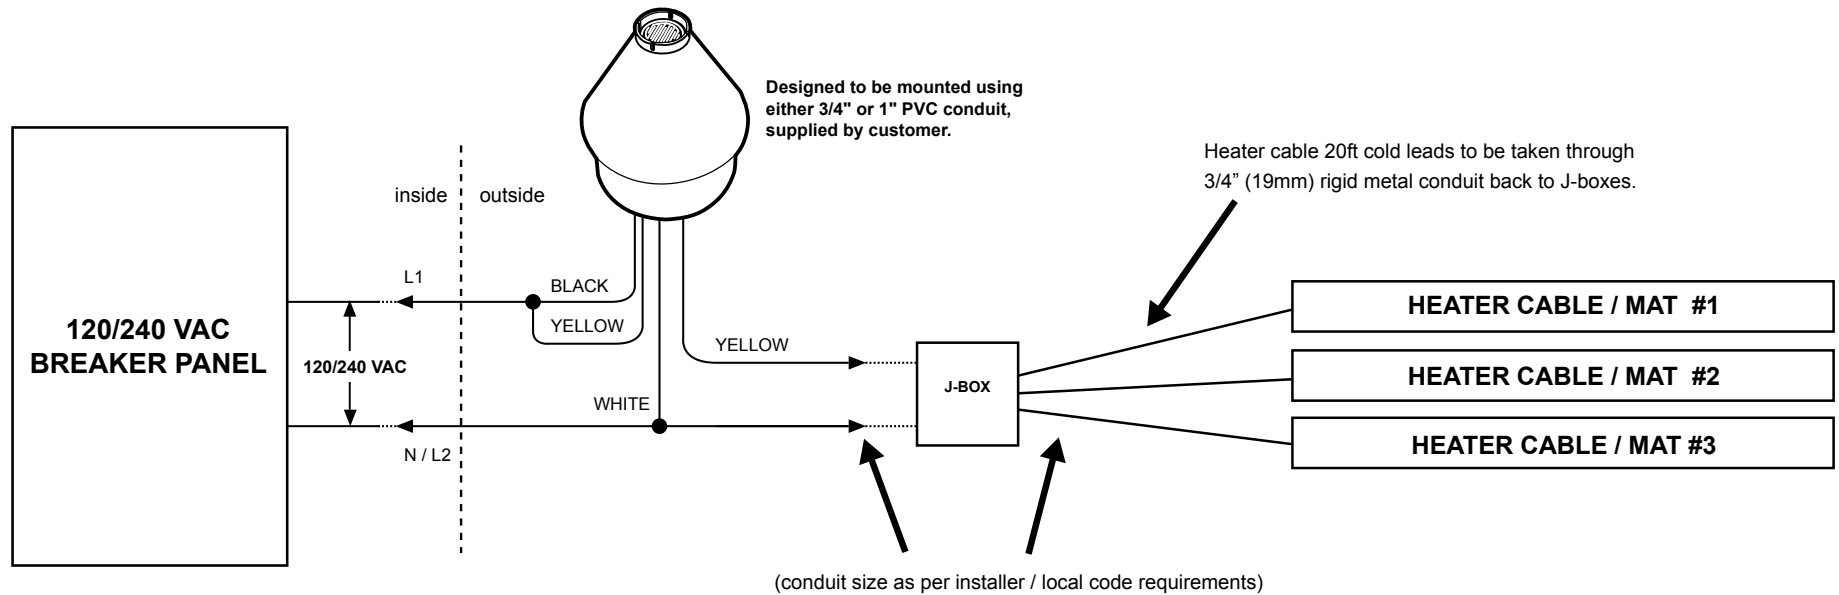 Designed to be mounted using
either 3/4" or 1" PVC conduit,
supplied by customer.
Heater cable 20ft cold leads to be taken through
3/4” (19mm) rigid metal conduit back to J-boxes.
inside
outside
L1
BLACK
YELLOW
YELLOW
120/240 VAC
BREAKER PANEL
120/240 VAC
WHITE
N / L2
J-BOX
HEATER CABLE / MAT #1
HEATER CABLE / MAT #2
HEATER CABLE / MAT #3
(conduit size as per installer / local code requirements)